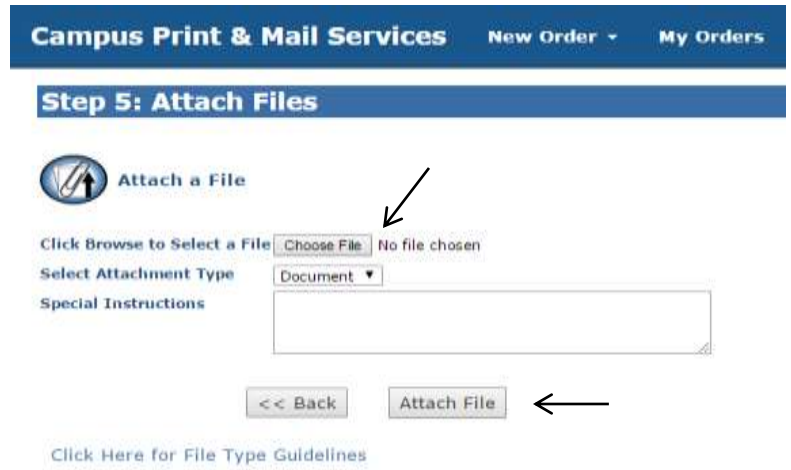 Campus Print & Mail Services New Order My Orders
Step 5: Attach Files
Attach a File
Click Browse to Select a File Choose File No file chosen
Select Attachment Type Document
Special Instructions
<< Back Attach File
Click Here for File Type Guidelines